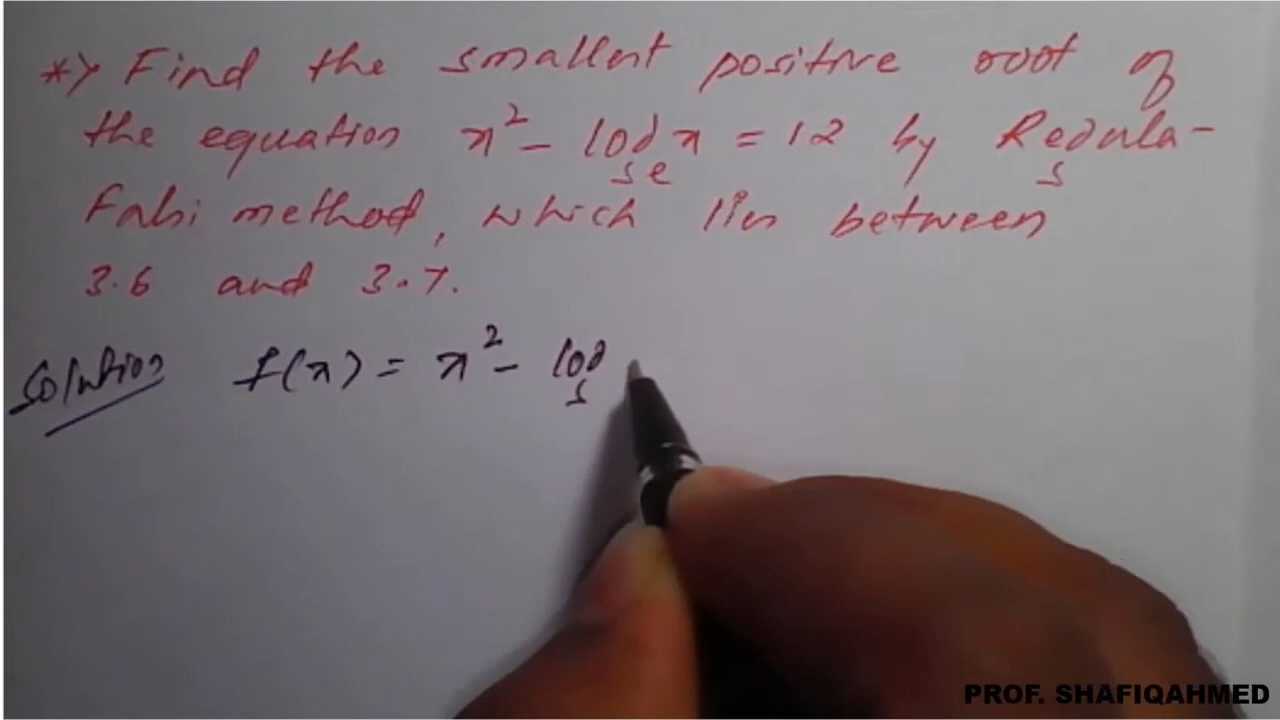 *> Find the smallest positive root of
the equation x² - logₑ x = 12 by Regula-
Falsi method, which lies between
3.6 and 3.7.
Solution f(x) = x² - log
PROF. SHAFIQAHMED